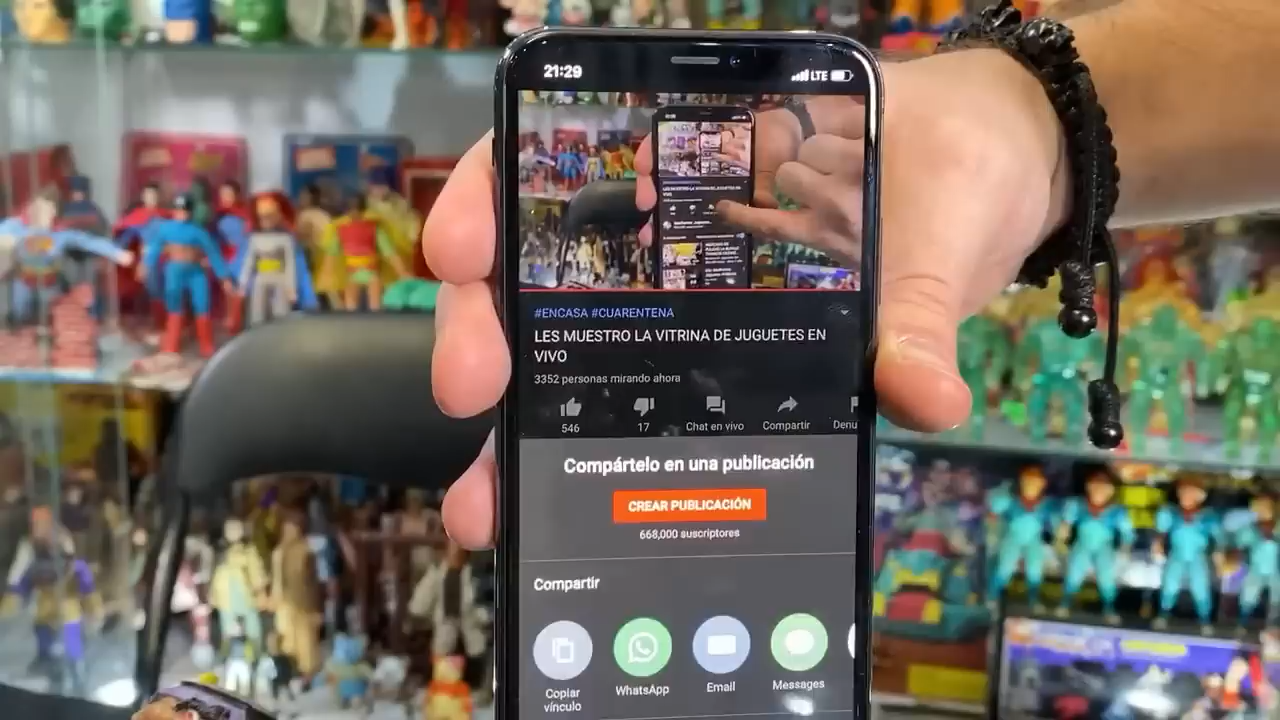 21:29
LTE
#ENCASA #CUARENTENA
LES MUESTRO LA VITRINA DE JUGUETES EN
VIVO
3352 personas mirando ahora
546
17
Chat en vivo
Compartir
Denu
Compártelo en una publicación
CREAR PUBLICACIÓN
668,000 suscriptores
Compartir
Copiar
vínculo
WhatsApp
Email
Messages